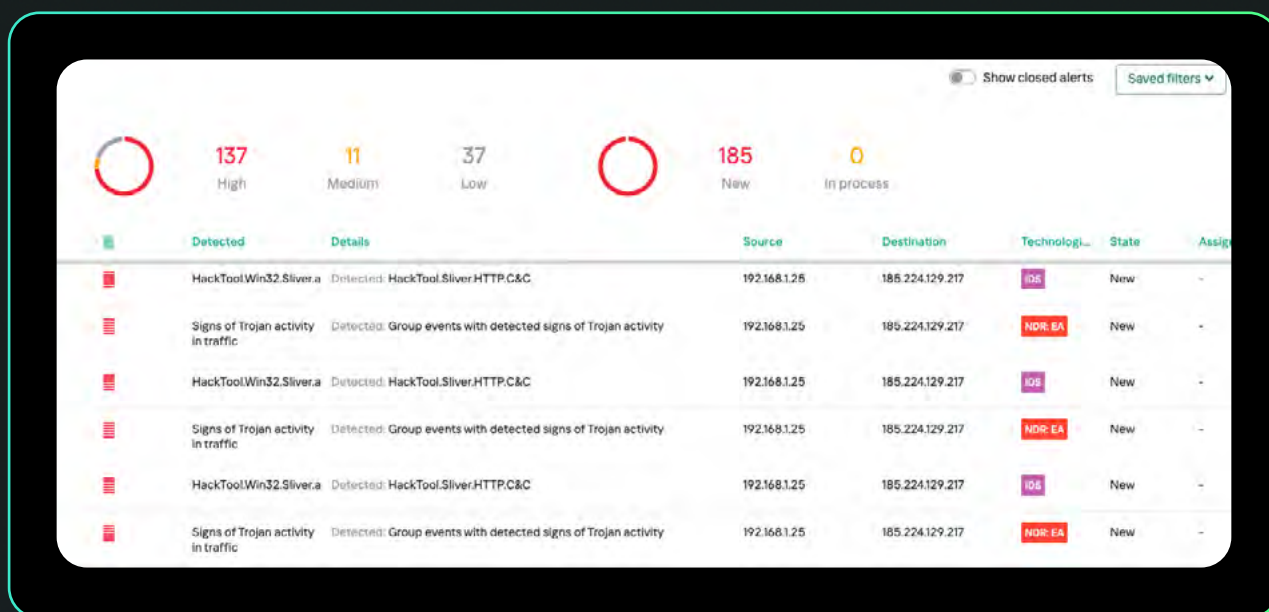 Show closed alerts Saved filters
137 11 37 185 0
High Medium Low New In process
Detected Details Source Destination Technologi... State Assig
HackTool.Win32.Sliver.a Detected: HackTool.Sliver.HTTP.C&C 192.168.1.25 185.224.129.217 IDS New -
Signs of Trojan activity Detected: Group events with detected signs of Trojan activity 192.168.1.25 185.224.129.217 NDR: EA New -
in traffic
HackTool.Win32.Sliver.a Detected: HackTool.Sliver.HTTP.C&C 192.168.1.25 185.224.129.217 IDS New -
Signs of Trojan activity Detected: Group events with detected signs of Trojan activity 192.168.1.25 185.224.129.217 NDR: EA New -
in traffic
HackTool.Win32.Sliver.a Detected: HackTool.Sliver.HTTP.C&C 192.168.1.25 185.224.129.217 IDS New -
Signs of Trojan activity Detected: Group events with detected signs of Trojan activity 192.168.1.25 185.224.129.217 NDR: EA New -
in traffic